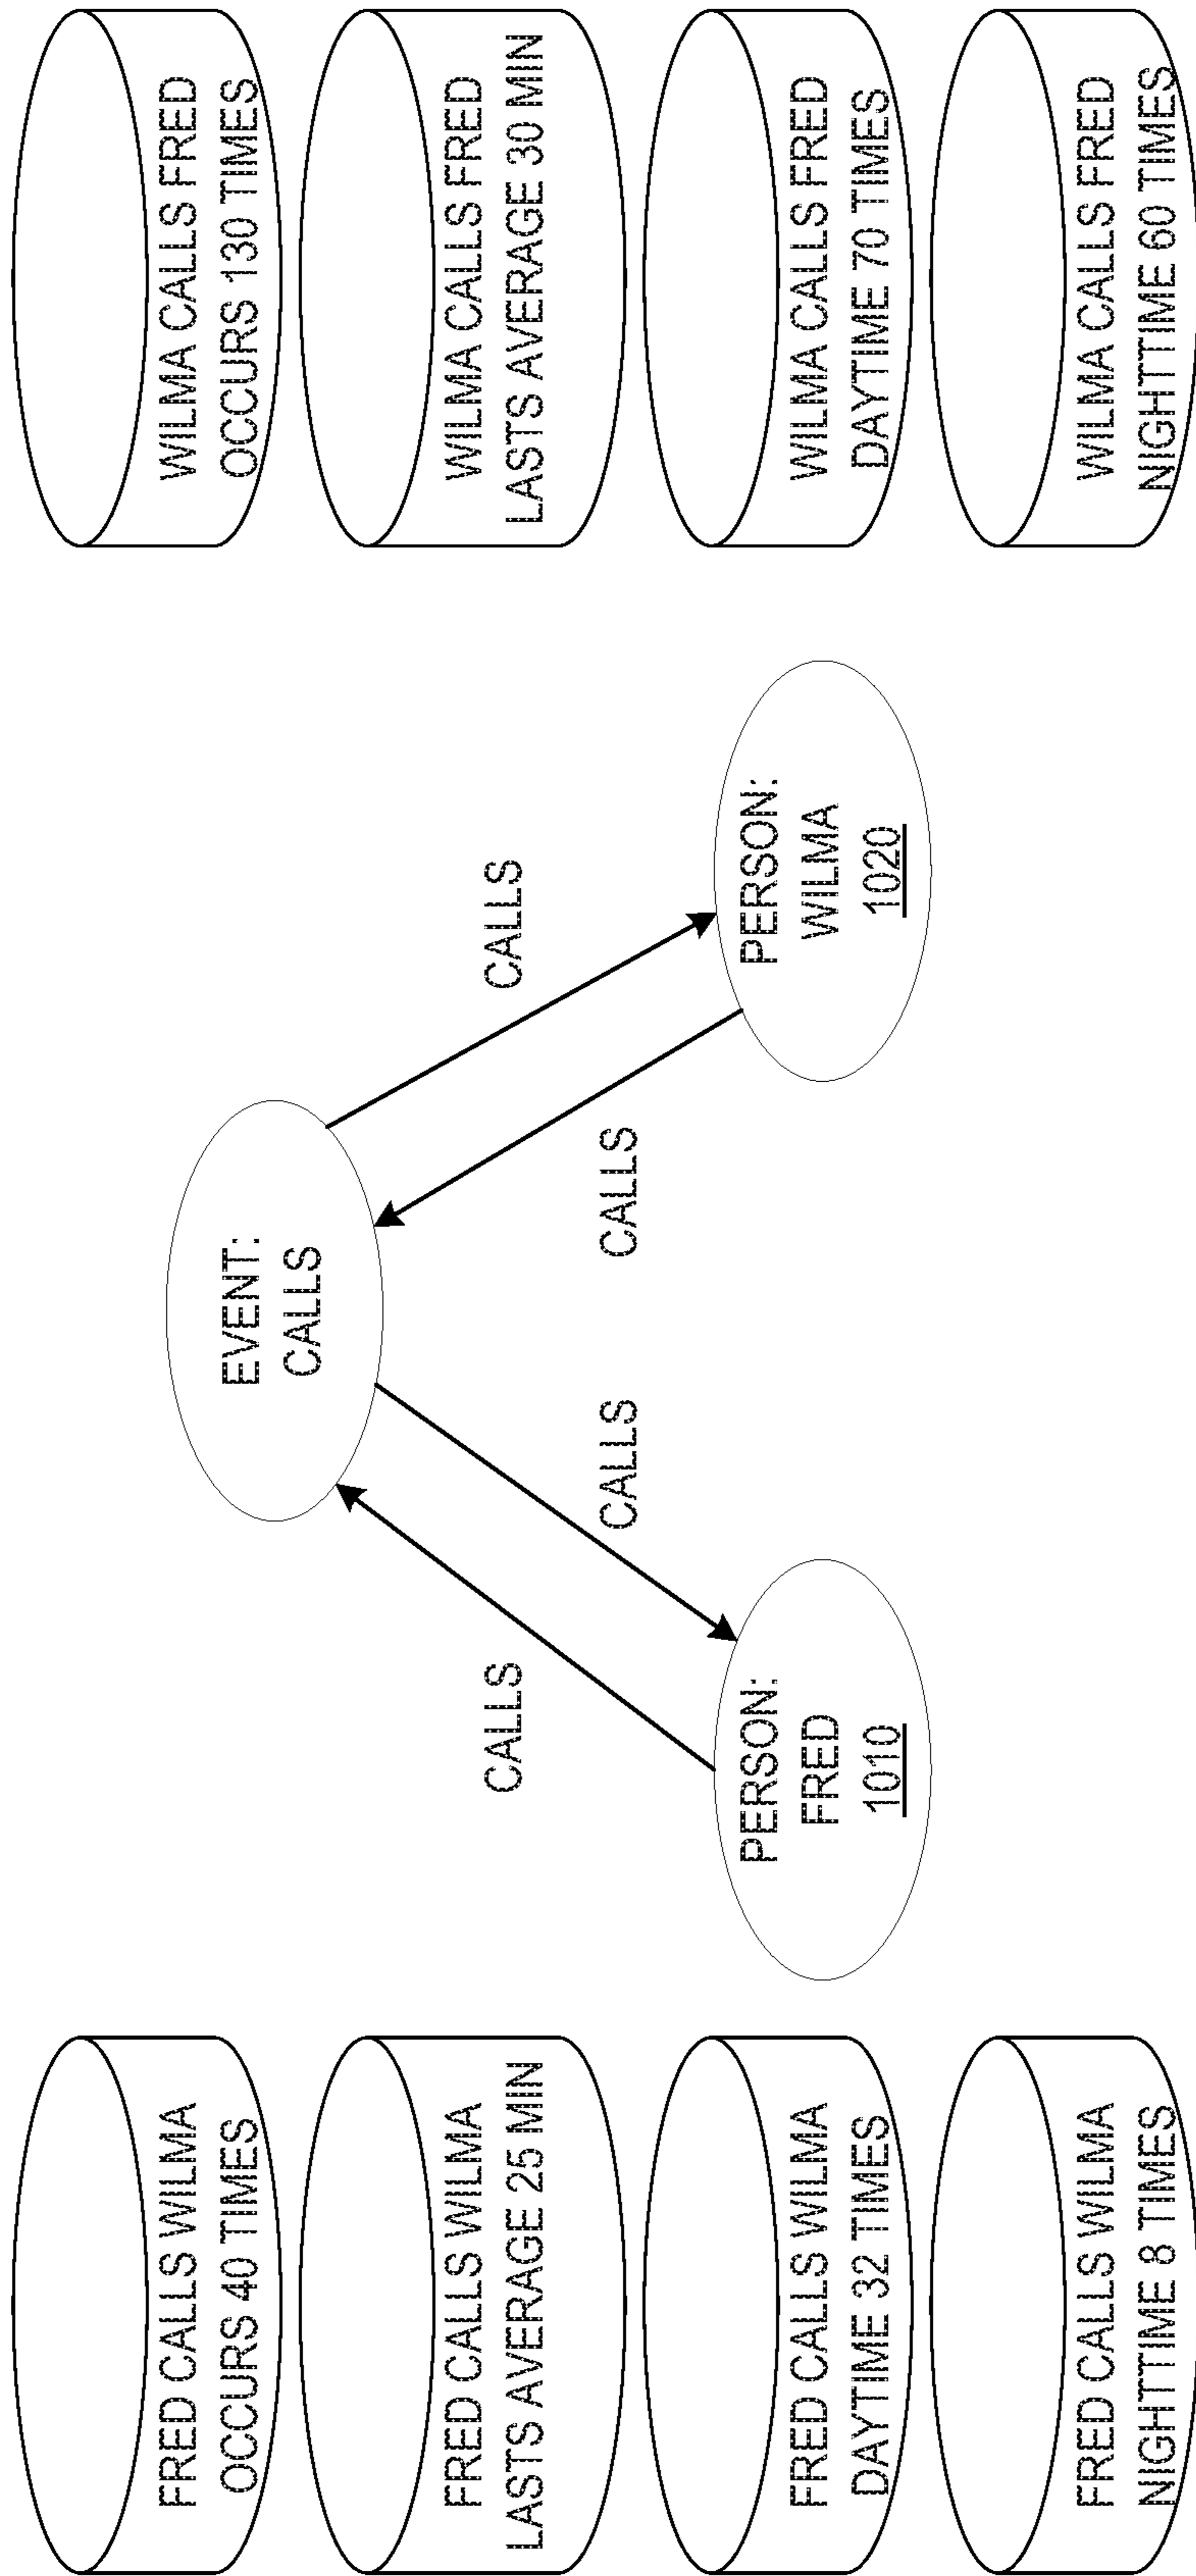 FRED CALLS WILMA
OCCURS 40 TIMES
FRED CALLS WILMA
LASTS AVERAGE 25 MIN
FRED CALLS WILMA
DAYTIME 32 TIMES
FRED CALLS WILMA
NIGHTTIME 8 TIMES
EVENT:
CALLS
CALLS
CALLS
CALLS
CALLS
PERSON:
FRED
1010
PERSON:
WILMA
1020
WILMA CALLS FRED
OCCURS 130 TIMES
WILMA CALLS FRED
LASTS AVERAGE 30 MIN
WILMA CALLS FRED
DAYTIME 70 TIMES
WILMA CALLS FRED
NIGHTTIME 60 TIMES